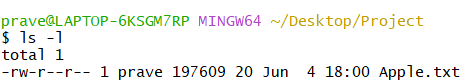 prave@LAPTOP-6KSGM7RP MINGW64 ~/Desktop/Project
$ ls -l
total 1
-rw-r--r-- 1 prave 197609 20 Jun  4 18:00 Apple.txt